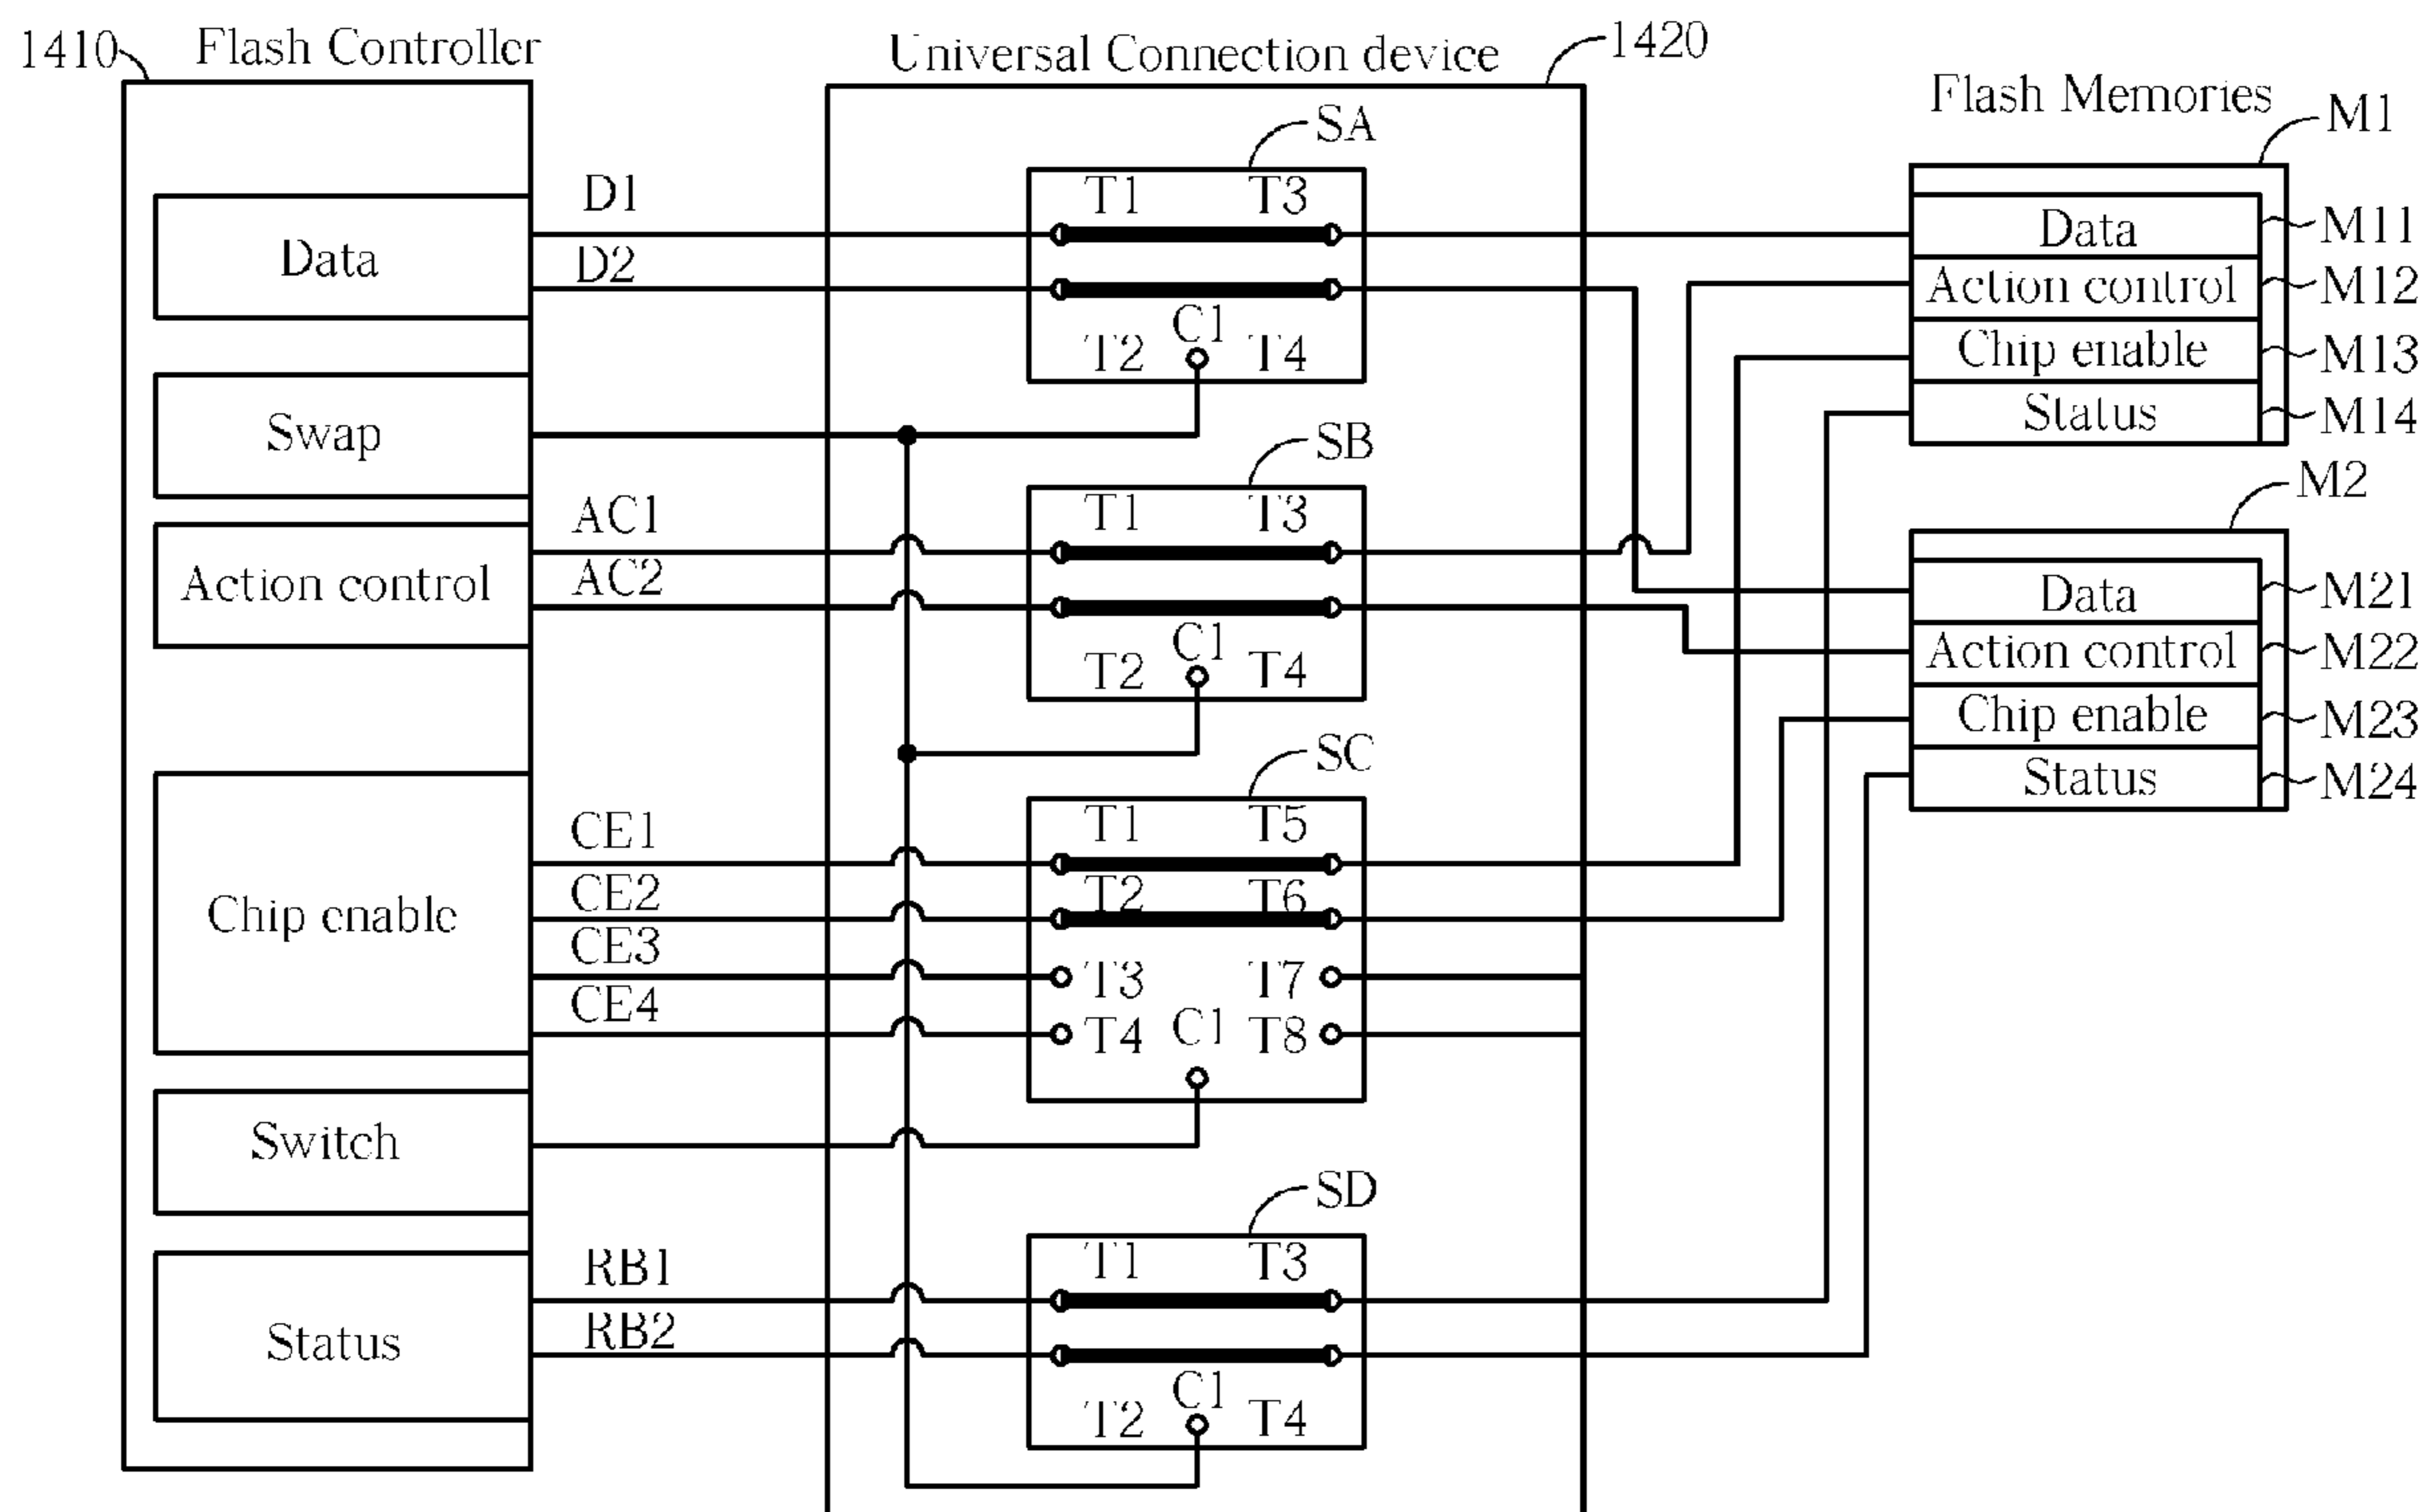 1410
Flash Controller
Universal Connection device
1420
Flash Memories
Data
Swap
Action control
Chip enable
Switch
Status
D1
D2
AC1
AC2
CE1
CE2
CE3
CE4
RB1
RB2
SA
T1 T3
C1
T2 T4
SB
T1 T3
C1
T2 T4
SC
T1 T5
T2 T6
T3 T7
T4 C1 T8
SD
T1 T3
C1
T2 T4
M1
Data M11
Action control M12
Chip enable M13
Status M14
M2
Data M21
Action control M22
Chip enable M23
Status M24